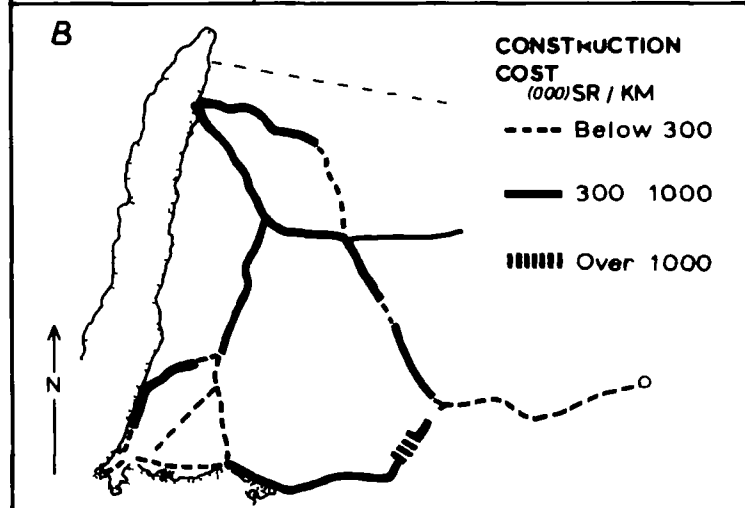 B
CONSTRUCTION
COST
(000) SR / KM
Below 300
300 1000
Over 1000
N